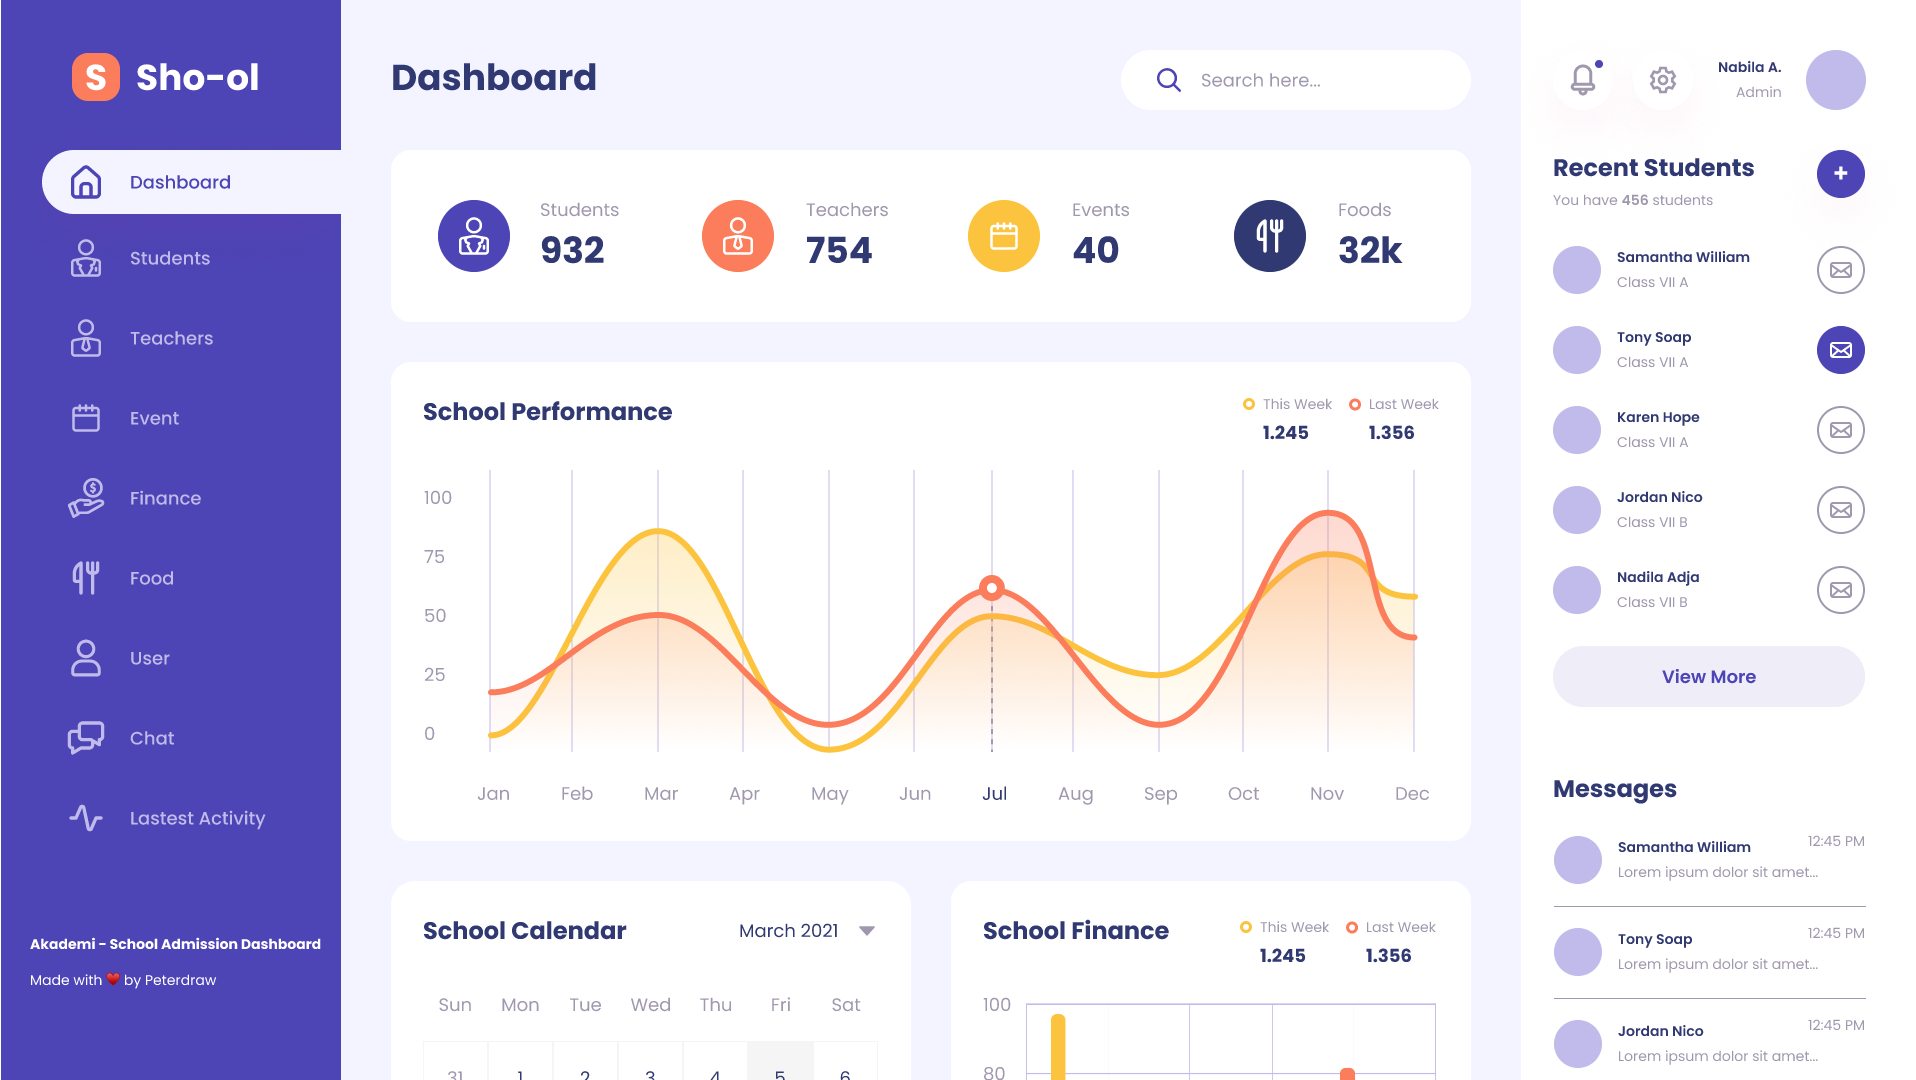 S Sho-ol
Dashboard
Students
Teachers
Event
Finance
Food
User
Chat
Lastest Activity
Akademi - School Admission Dashboard
Made with ❤️ by Peterdraw
Dashboard
Search here...
Students
932
Teachers
754
Events
40
Foods
32k
School Performance
This Week
1.245
Last Week
1.356
100
75
50
25
0
Jan Feb Mar Apr May Jun Jul Aug Sep Oct Nov Dec
School Calendar
March 2021
Sun Mon Tue Wed Thu Fri Sat
31 1 2 3 4 5 6
School Finance
This Week
1.245
Last Week
1.356
100
80
Nabila A.
Admin
Recent Students
You have 456 students
+
Samantha William
Class VII A
Tony Soap
Class VII A
Karen Hope
Class VII A
Jordan Nico
Class VII B
Nadila Adja
Class VII B
View More
Messages
Samantha William
12:45 PM
Lorem ipsum dolor sit amet...
Tony Soap
12:45 PM
Lorem ipsum dolor sit amet...
Jordan Nico
12:45 PM
Lorem ipsum dolor sit amet...